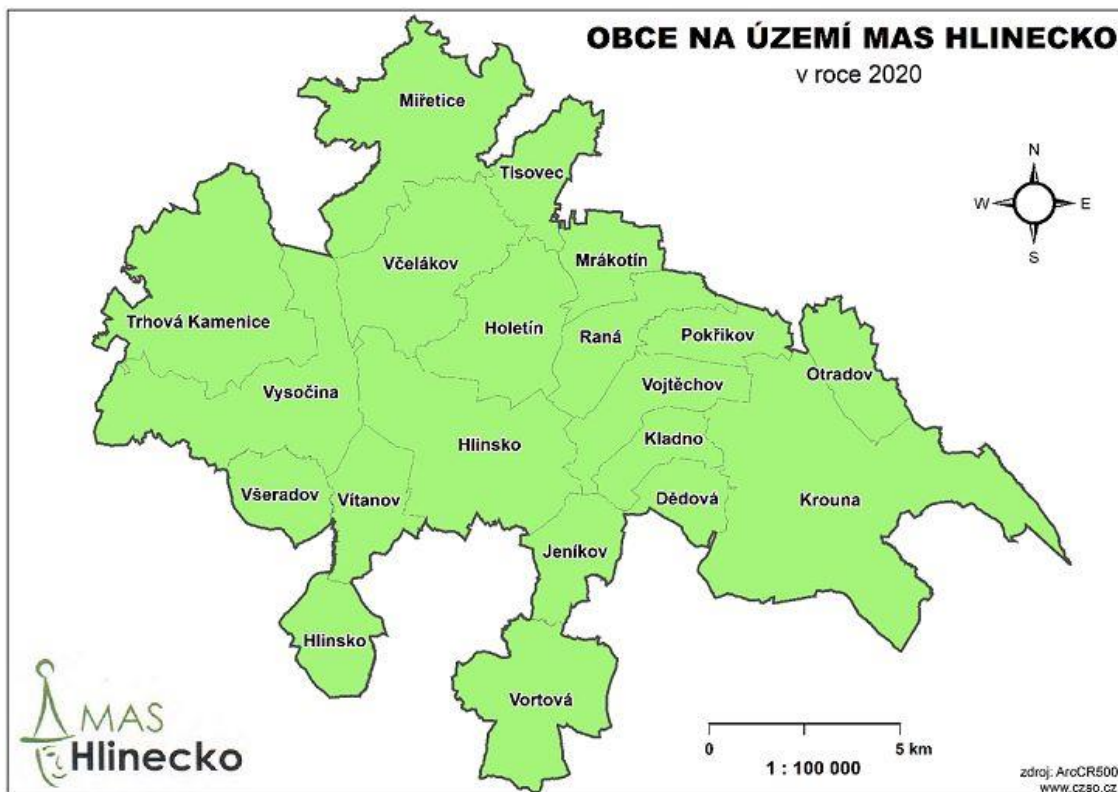 OBCE NA ÚZEMÍ MAS HLINECKO
v roce 2020
Miřetice
Tisovec
N
W E
S
Včelákov
Mrákotín
Trhová Kamenice
Holetín
Raná
Pokřikov
Otradov
Vysočina
Vojtěchov
Hlinsko
Kladno
Všeradov
Vítanov
Dědová
Krouna
Jeníkov
Hlinsko
Vortová
MAS
Hlinecko
0 5 km
1 : 100 000
zdroj: ArcCR500
www.czso.cz